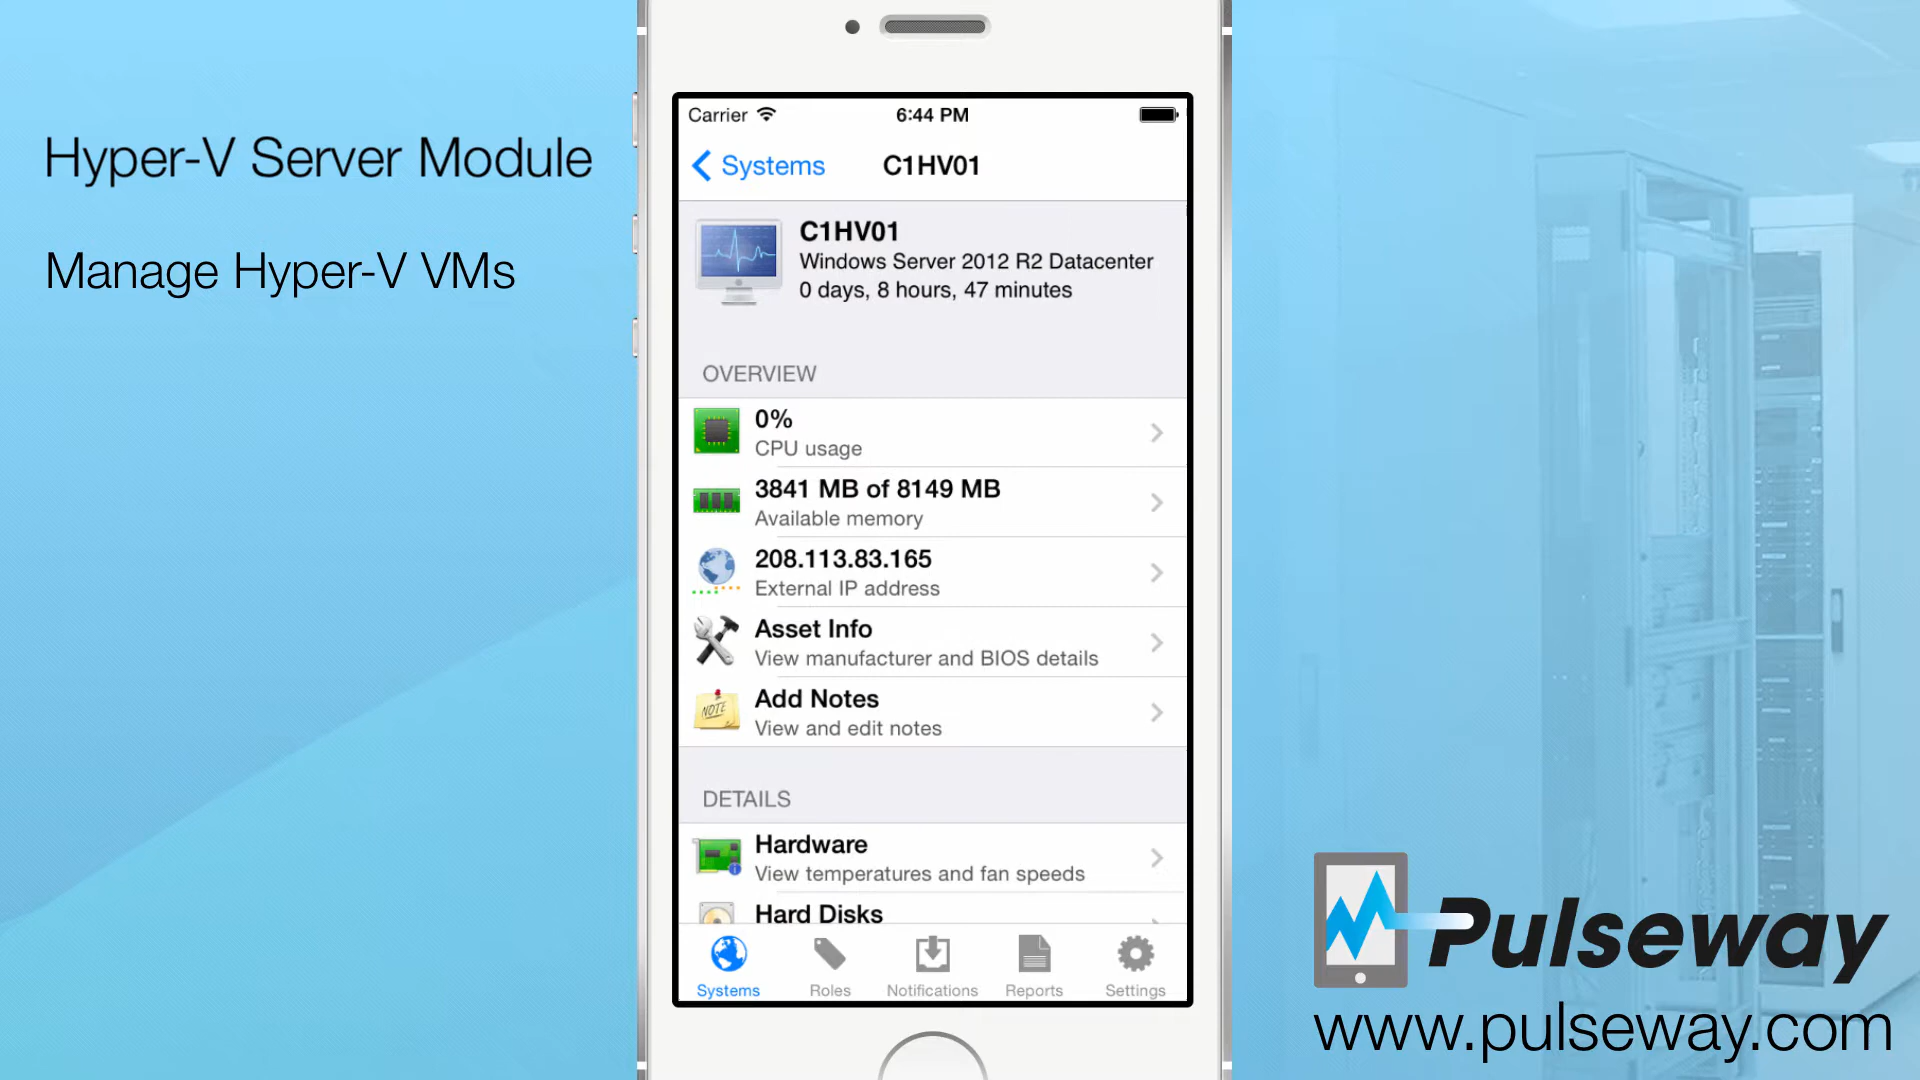 Hyper-V Server Module
Manage Hyper-V VMs
Carrier
6:44 PM
Systems
C1HV01
C1HV01
Windows Server 2012 R2 Datacenter
0 days, 8 hours, 47 minutes
OVERVIEW
0%
CPU usage
3841 MB of 8149 MB
Available memory
208.113.83.165
External IP address
Asset Info
View manufacturer and BIOS details
NOTE
Add Notes
View and edit notes
DETAILS
Hardware
View temperatures and fan speeds
Hard Disks
Systems
Roles
Notifications
Reports
Settings
Pulseway
www.pulseway.com